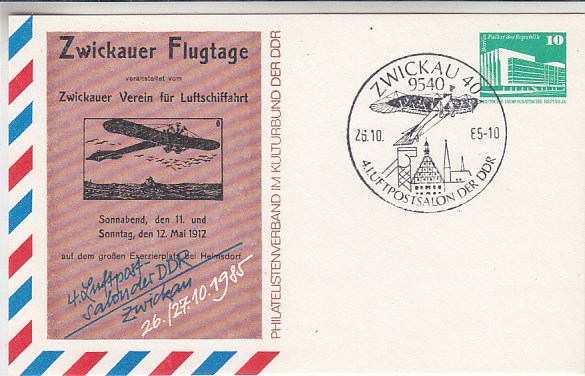 Zwickauer Flugtage
veranstaltet vom
Zwickauer Verein für Luftschiffahrt
Sonnabend, den 11. und
Sonntag, den 12. Mai 1912
auf dem großen Exerzierplatz bei Helmsdorf
4. Luftpost-
salon der DDR
Zwickau
26./27.10.1985
PHILATELISTENVERBAND IM KULTURBUND DER DDR
ZWICKAU 40
9540
26.10.
85-10
4. LUFTPOSTSALON DER DDR
Berlin, Palast der Republik
10
DEUTSCHE DEMOKRATISCHE REPUBLIK